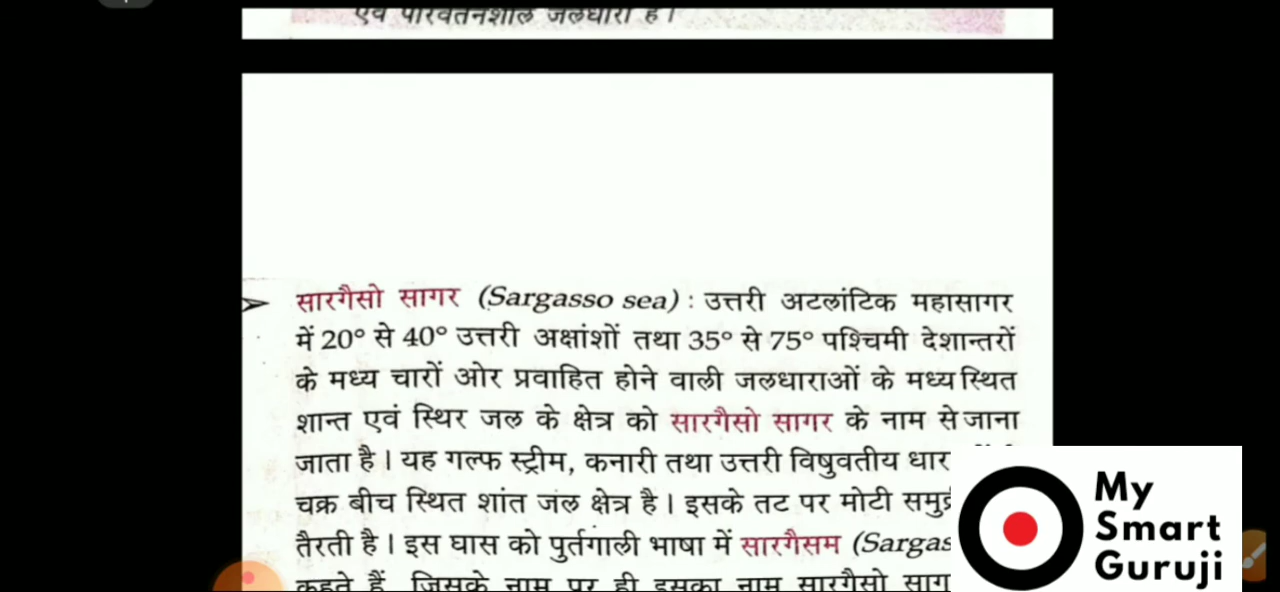 एवं परिवर्तनशील जलधारा है।
सारगैसो सागर (Sargasso sea) : उत्तरी अटलांटिक महासागर
में 20° से 40° उत्तरी अक्षांशों तथा 35° से 75° पश्चिमी देशान्तरों
के मध्य चारों ओर प्रवाहित होने वाली जलधाराओं के मध्य स्थित
शान्त एवं स्थिर जल के क्षेत्र को सारगैसो सागर के नाम से जाना
जाता है। यह गल्फ स्ट्रीम, कनारी तथा उत्तरी विषुवतीय
चक्र बीच स्थित शांत जल क्षेत्र है। इसके तट पर मोटी
तैरती है। इस घास को पुर्तगाली भाषा में सारगैसम
कहते हैं, जिसके नाम पर ही इसका नाम सारगैसो
My
Smart
Guruji